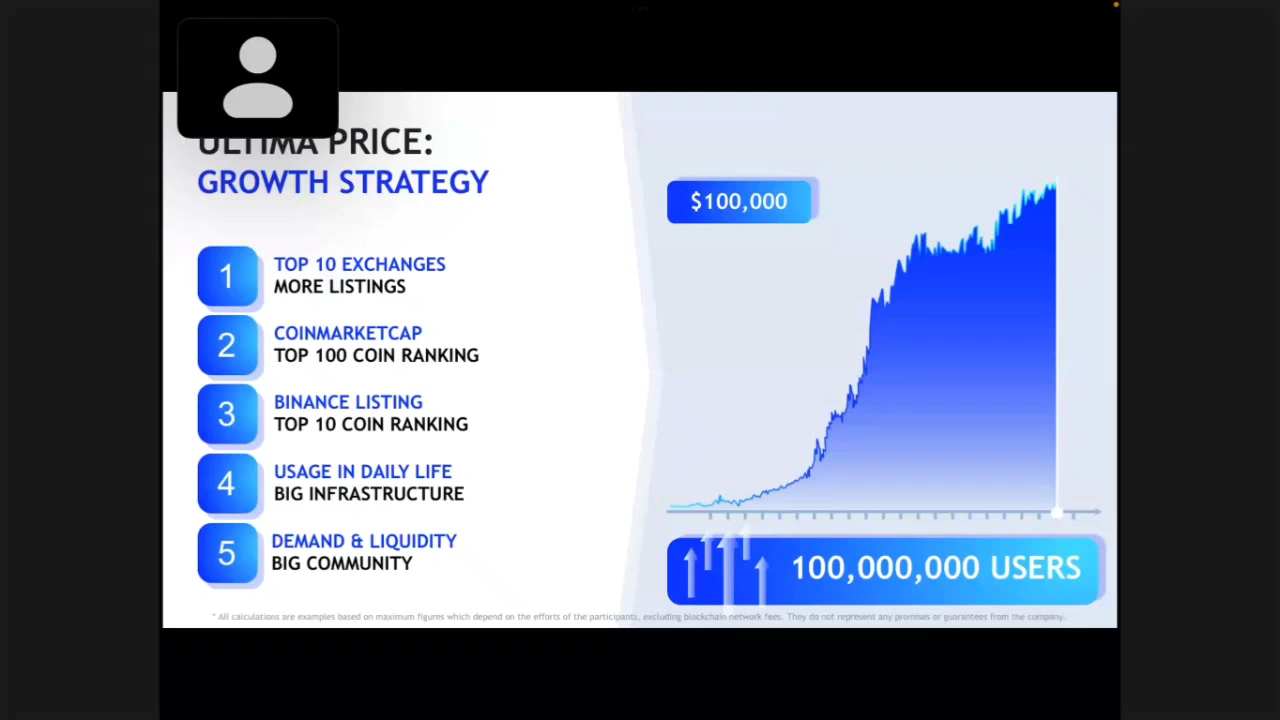 ULTIMA PRICE:
GROWTH STRATEGY
1
TOP 10 EXCHANGES
MORE LISTINGS
2
COINMARKETCAP
TOP 100 COIN RANKING
3
BINANCE LISTING
TOP 10 COIN RANKING
4
USAGE IN DAILY LIFE
BIG INFRASTRUCTURE
5
DEMAND & LIQUIDITY
BIG COMMUNITY
$100,000
100,000,000 USERS
* All calculations are examples based on maximum figures which depend on the efforts of the participants, excluding blockchain network fees. They do not represent any promises or guarantees from the company.